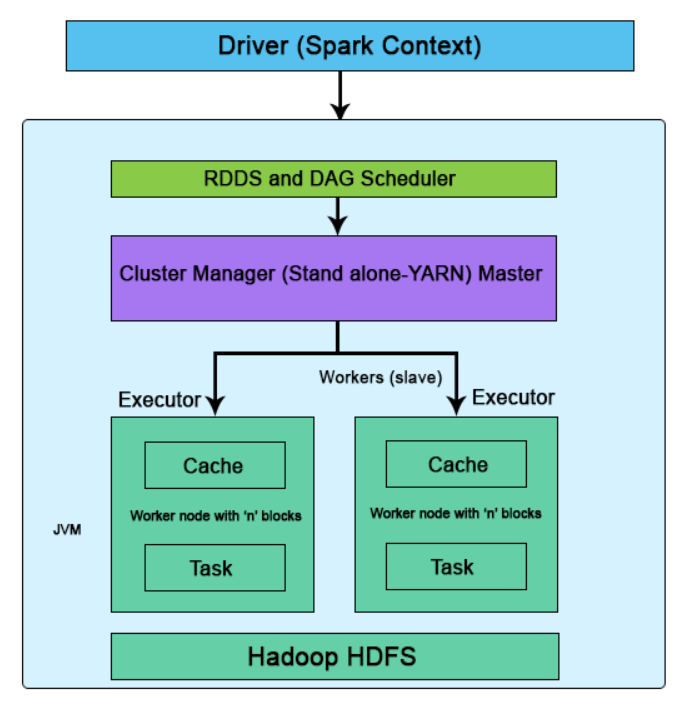 Driver (Spark Context)
RDDS and DAG Scheduler
Cluster Manager (Stand alone-YARN) Master
Workers (slave)
Executor
Executor
Cache
Worker node with ‘n’ blocks
Task
Cache
Worker node with ‘n’ blocks
Task
JVM
Hadoop HDFS